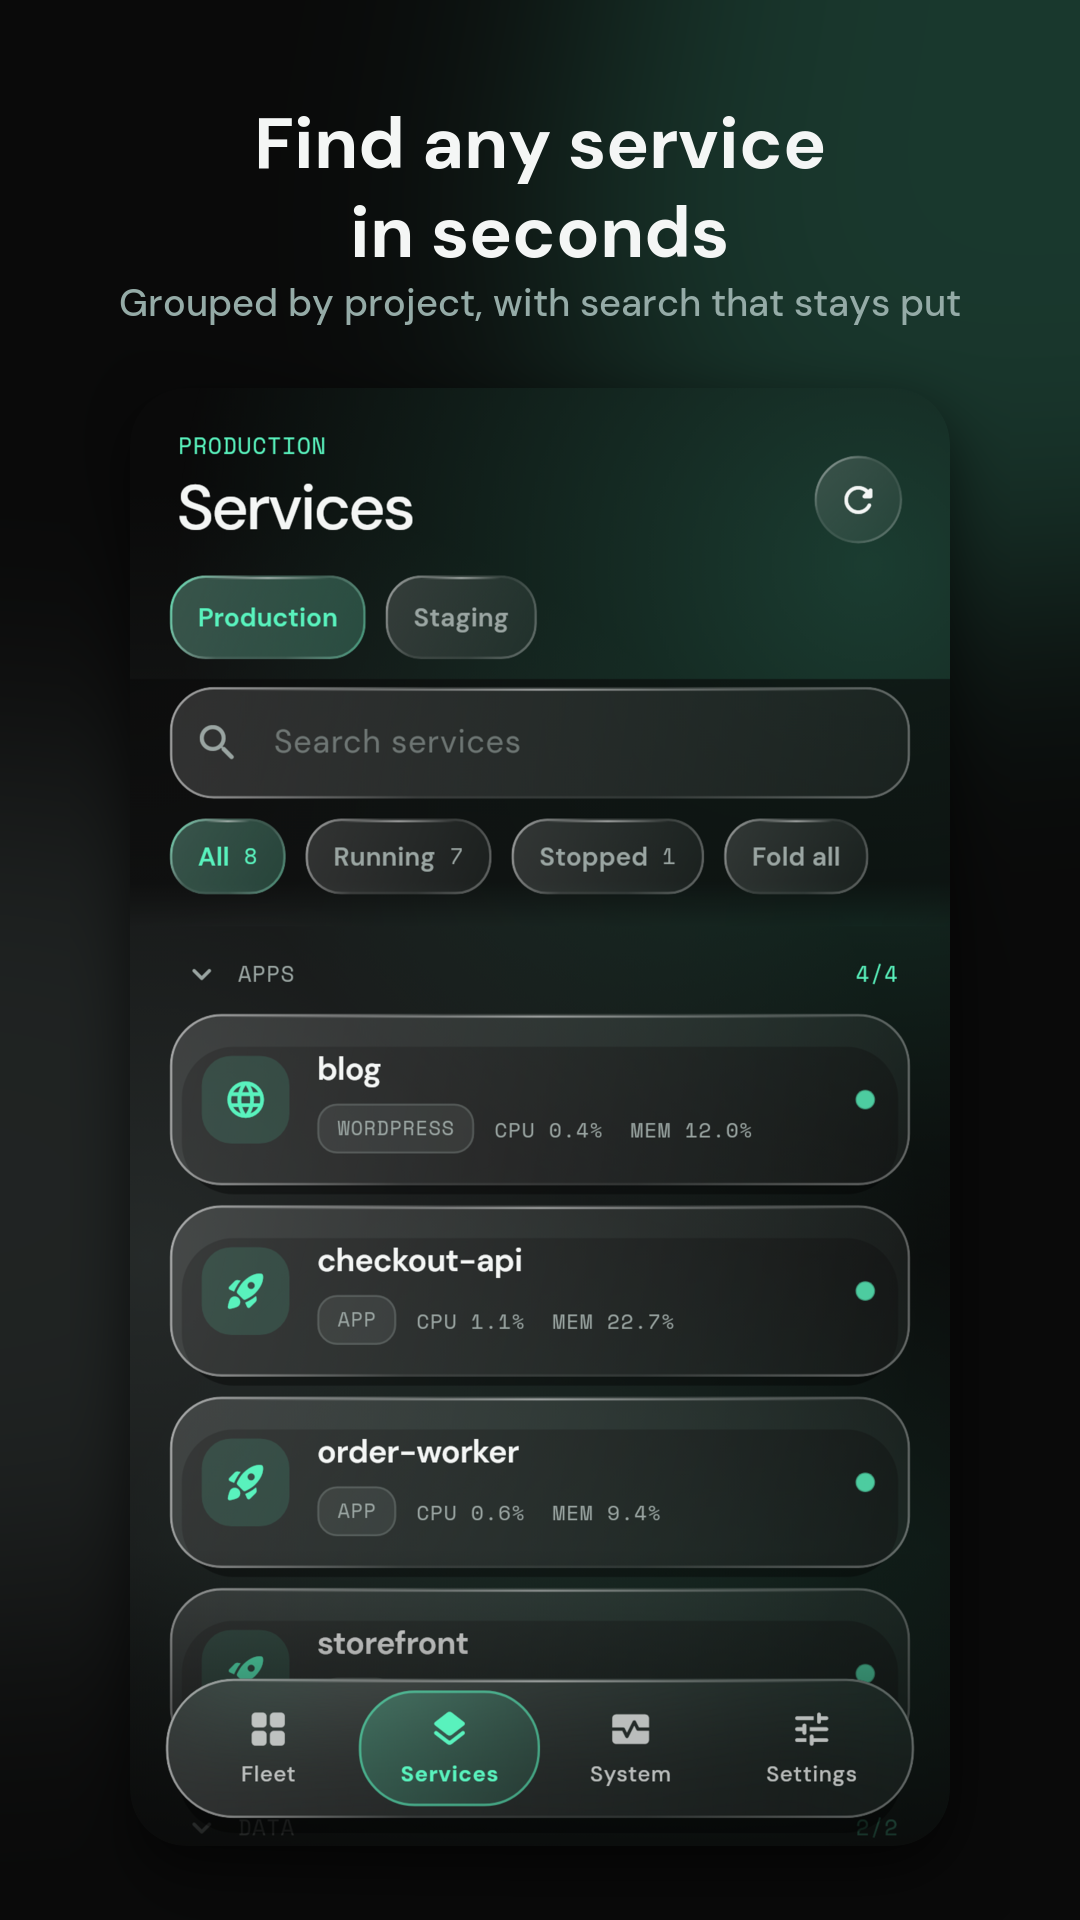 Find any service
in seconds
Grouped by project, with search that stays put
PRODUCTION
Services
Production Staging
Search services
All 8 Running 7 Stopped 1 Fold all
APPS 4/4
blog
WORDPRESS CPU 0.4% MEM 12.0%
checkout-api
APP CPU 1.1% MEM 22.7%
order-worker
APP CPU 0.6% MEM 9.4%
storefront
Fleet Services System Settings
DATA 2/2